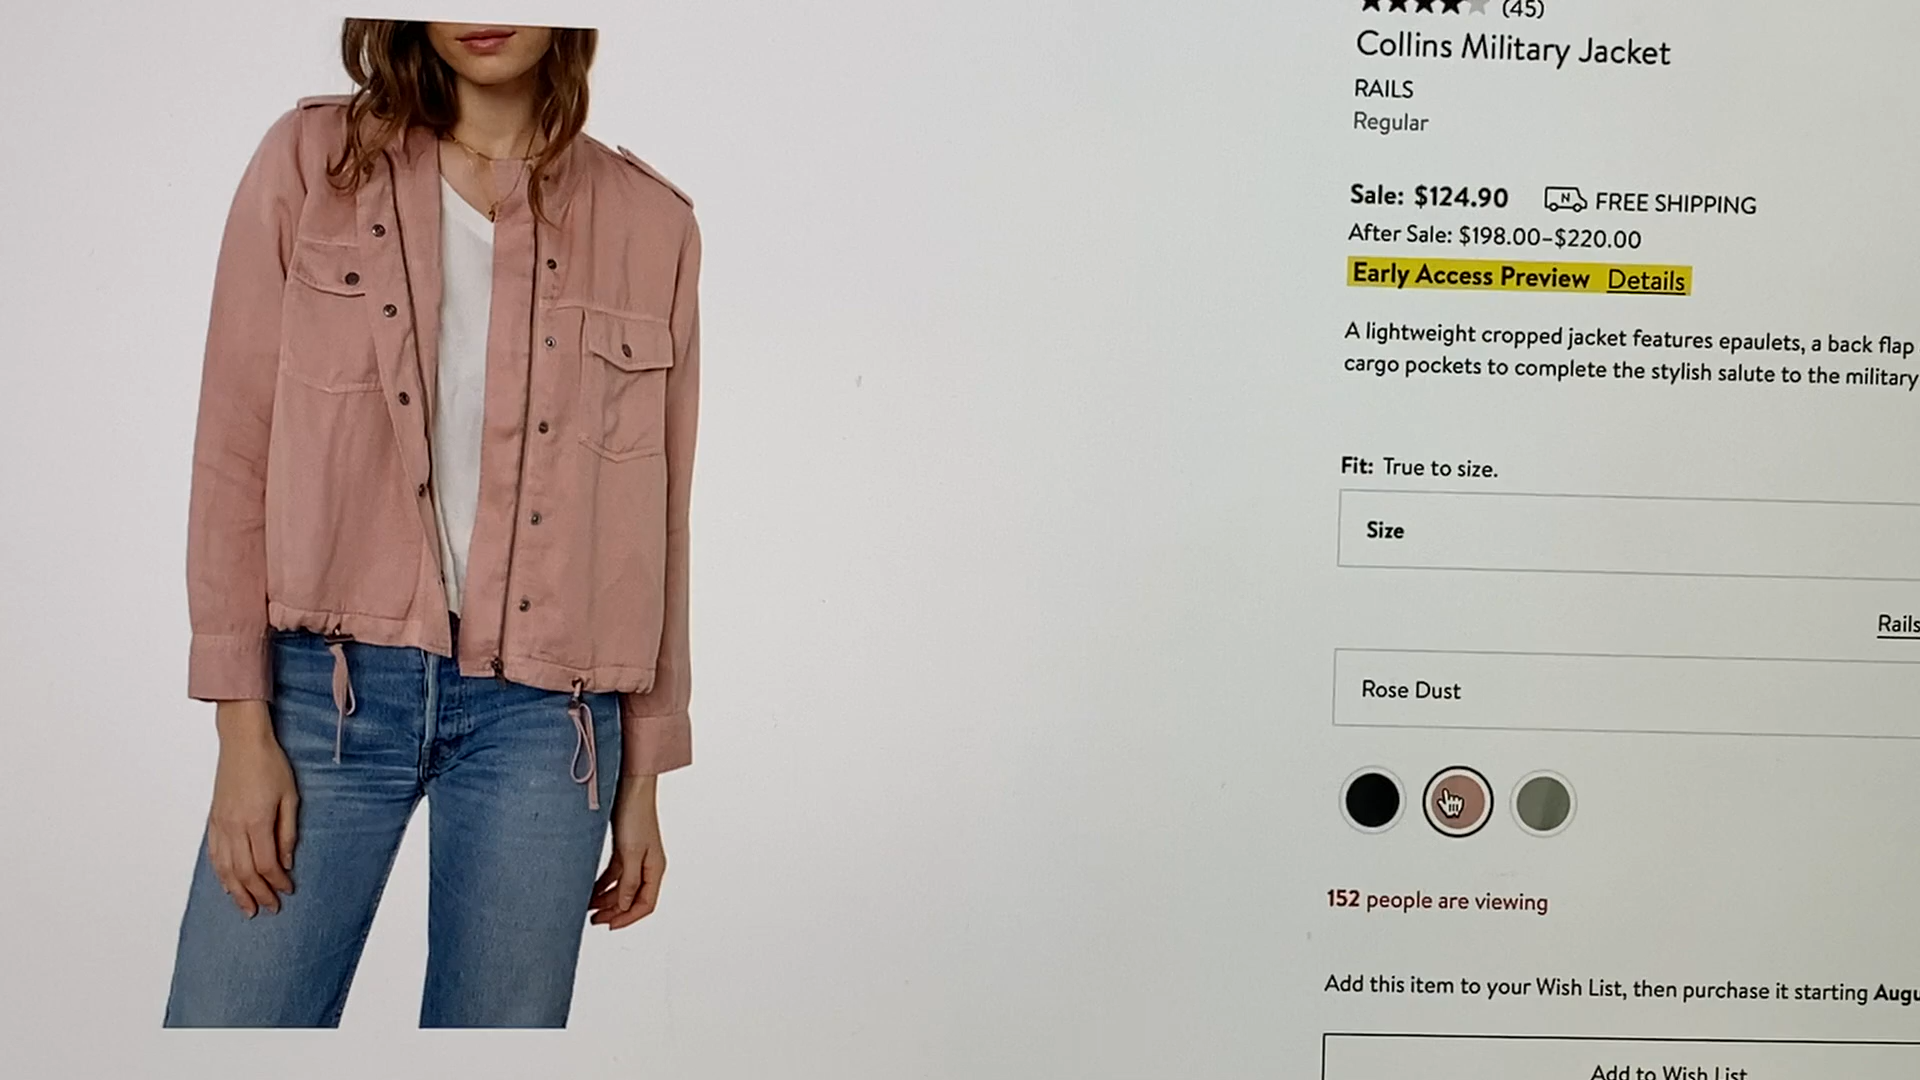 (45)
Collins Military Jacket
RAILS
Regular
Sale: $124.90 N FREE SHIPPING
After Sale: $198.00–$220.00
Early Access Preview Details
A lightweight cropped jacket features epaulets, a back flap
cargo pockets to complete the stylish salute to the military
Fit: True to size.
Size
Rails
Rose Dust
152 people are viewing
Add this item to your Wish List, then purchase it starting Augu
Add to Wish List